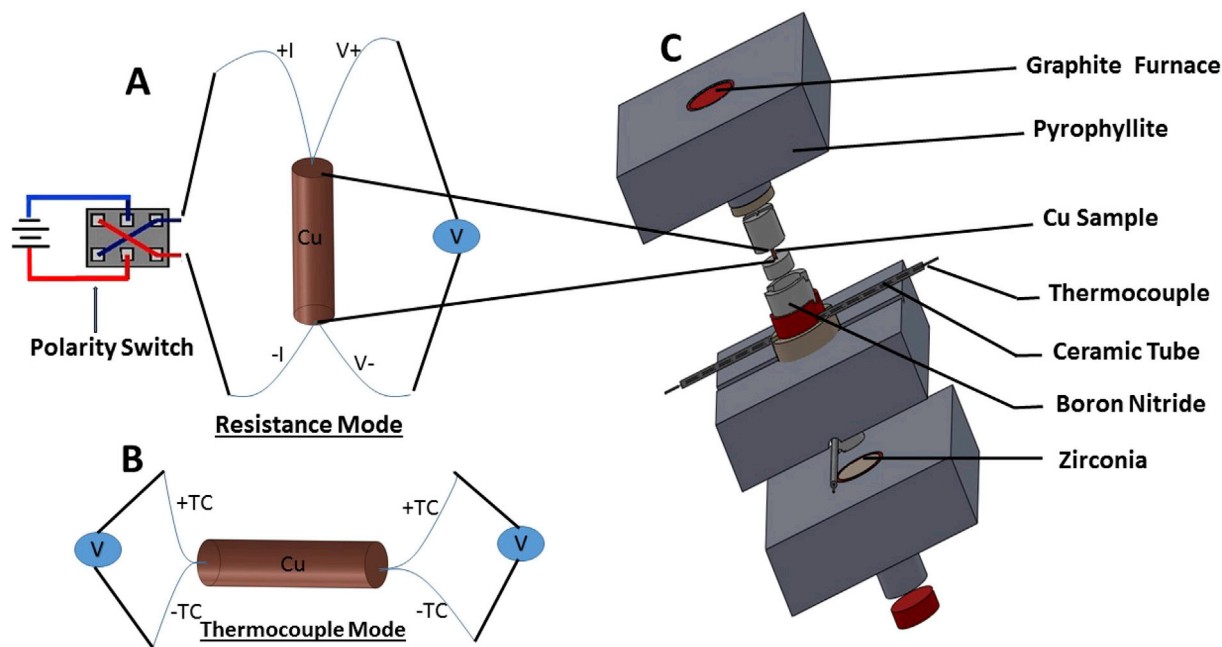 A
+I
V+
Cu
V
Polarity Switch
-I
V-
Resistance Mode
B
+TC
+TC
V
Cu
V
-TC
-TC
Thermocouple Mode
C
Graphite Furnace
Pyrophyllite
Cu Sample
Thermocouple
Ceramic Tube
Boron Nitride
Zirconia